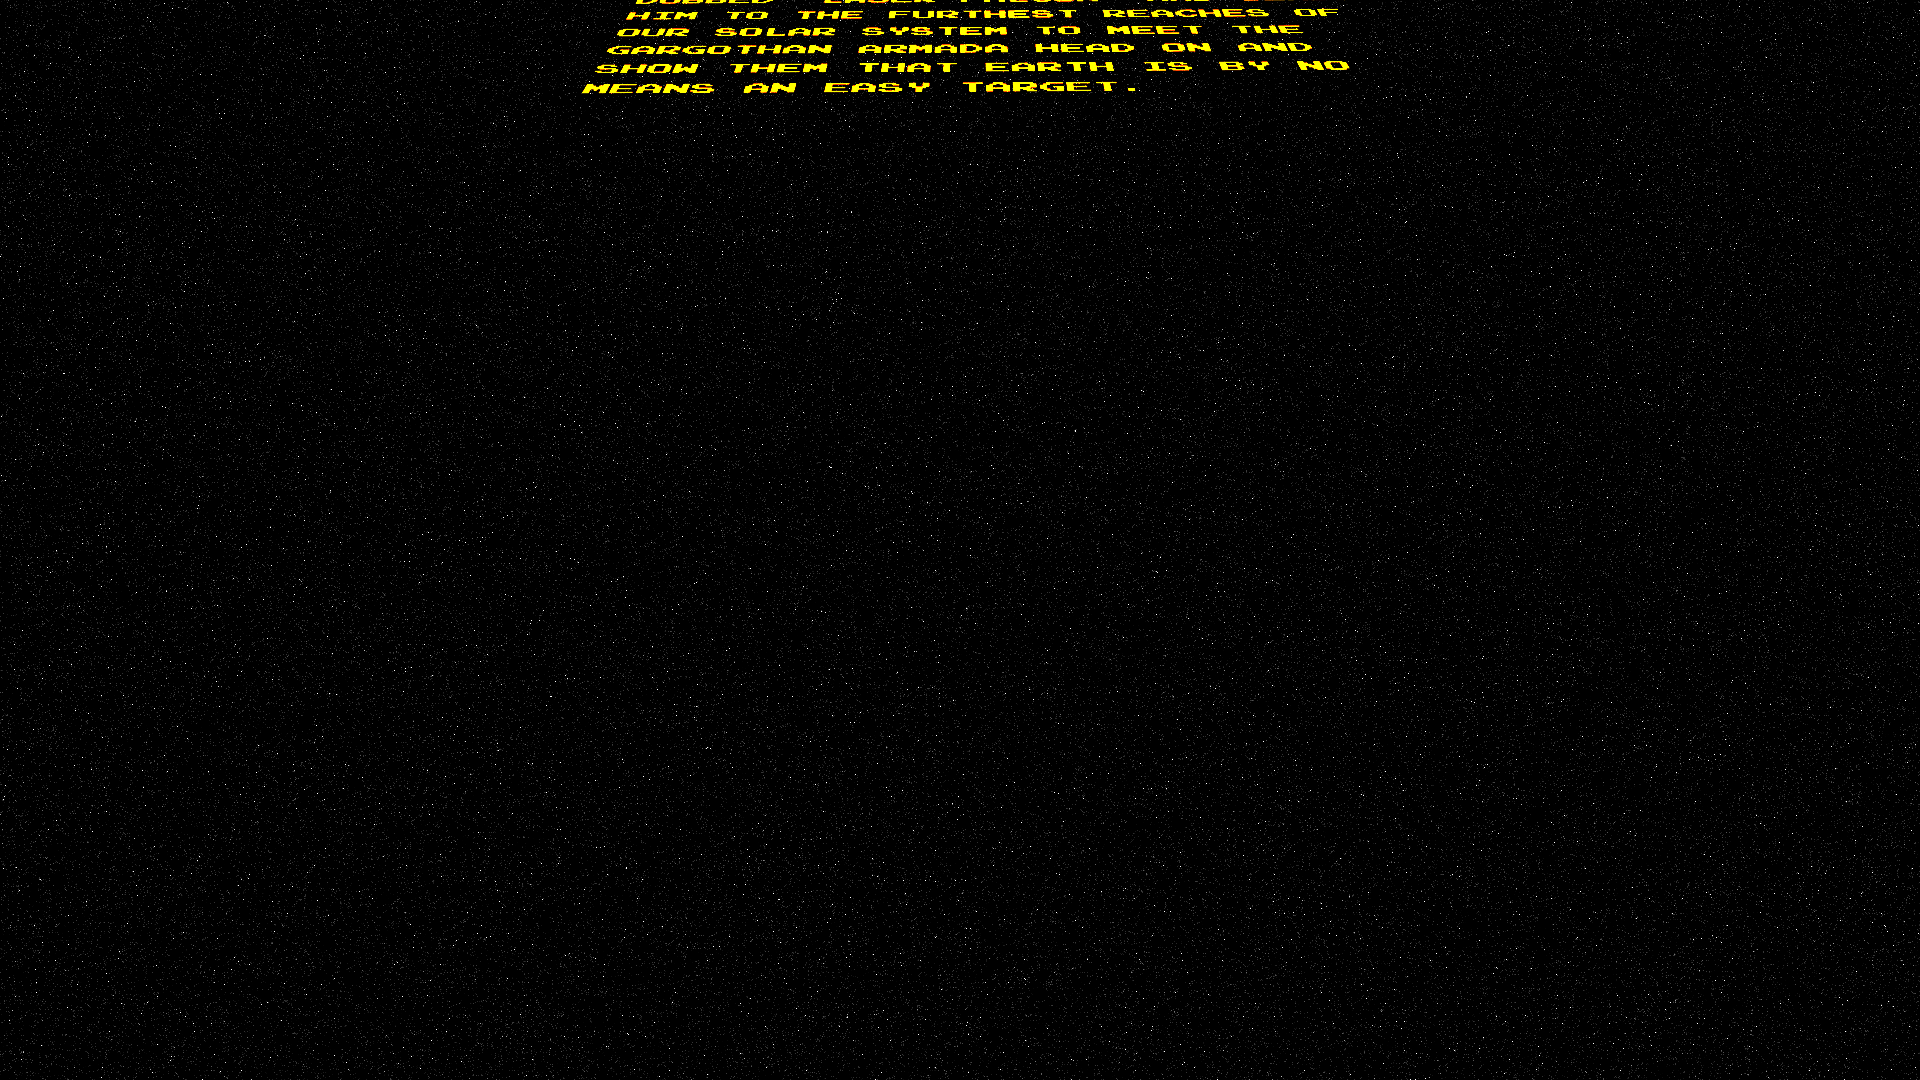 DUBBED
HIM TO THE FURTHEST REACHES OF
OUR SOLAR SYSTEM TO MEET THE
GARGOTHAN ARMADA HEAD ON AND
SHOW THEM THAT EARTH IS BY NO
MEANS AN EASY TARGET.